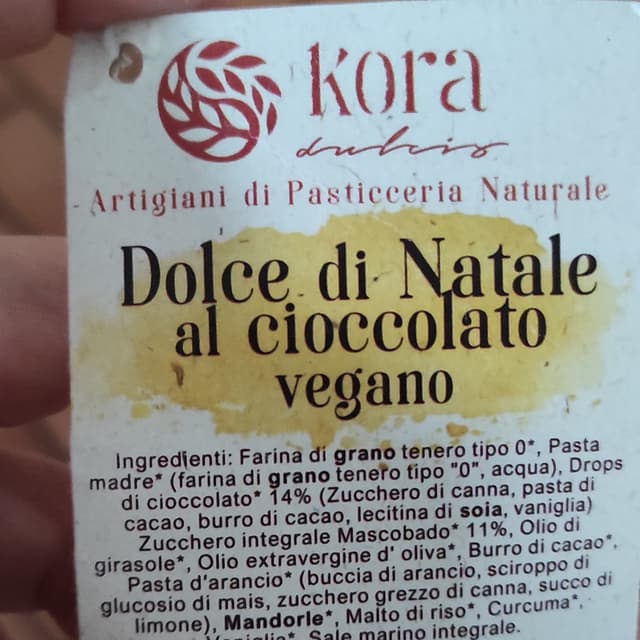 kora
dulcis
Artigiani di Pasticceria Naturale
Dolce di Natale
al cioccolato
vegano
Ingredienti: Farina di grano tenero tipo 0*, Pasta
madre* (farina di grano tenero tipo "0", acqua), Drops
di cioccolato* 14% (Zucchero di canna, pasta di
cacao, burro di cacao, lecitina di soia, vaniglia)
Zucchero integrale Mascobado* 11%, Olio di
girasole*, Olio extravergine d' oliva*, Burro di cacao*,
Pasta d'arancio* (buccia di arancio, sciroppo di
glucosio di mais, zucchero grezzo di canna, succo di
limone), Mandorle*, Malto di riso*, Curcuma*,
Vaniglia*, Sale marino integrale.